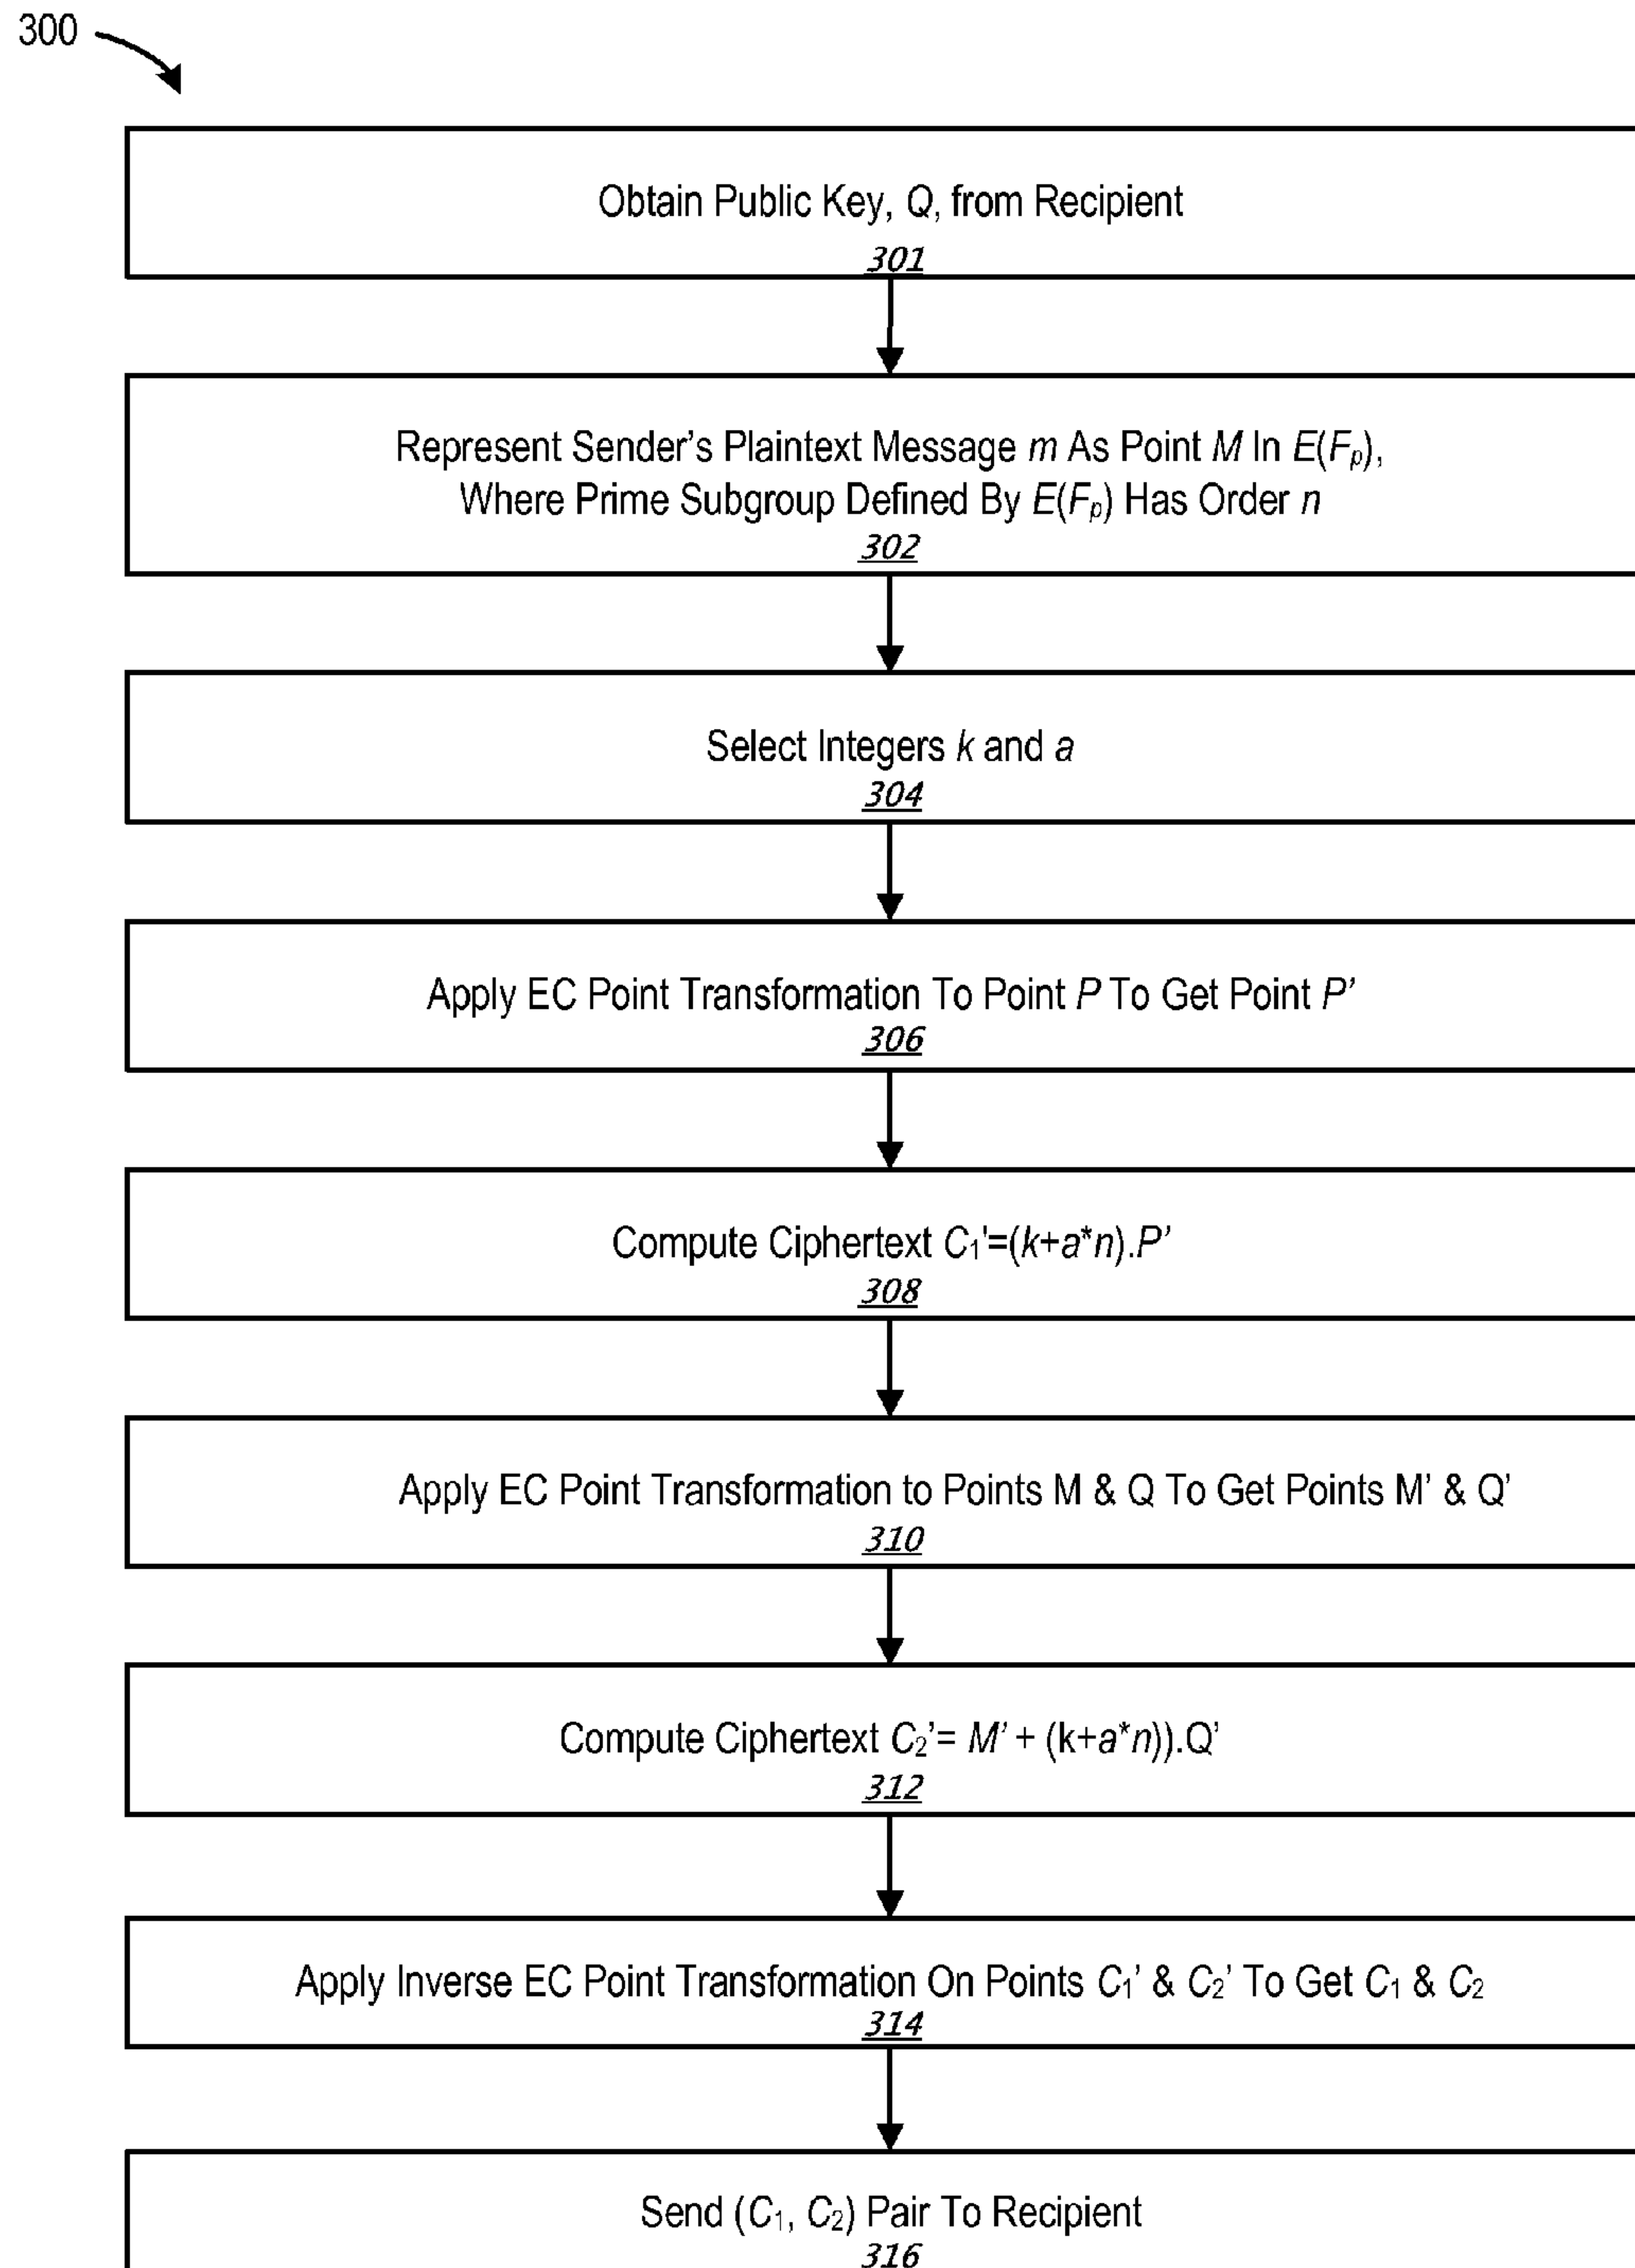 300
Obtain Public Key, Q, from Recipient
301
Represent Sender's Plaintext Message m As Point M In E(Fₚ),
Where Prime Subgroup Defined By E(Fₚ) Has Order n
302
Select Integers k and a
304
Apply EC Point Transformation To Point P To Get Point P'
306
Compute Ciphertext C₁'=(k+a*n).P'
308
Apply EC Point Transformation to Points M & Q To Get Points M' & Q'
310
Compute Ciphertext C₂'= M' + (k+a*n)).Q'
312
Apply Inverse EC Point Transformation On Points C₁' & C₂' To Get C₁ & C₂
314
Send (C₁, C₂) Pair To Recipient
316